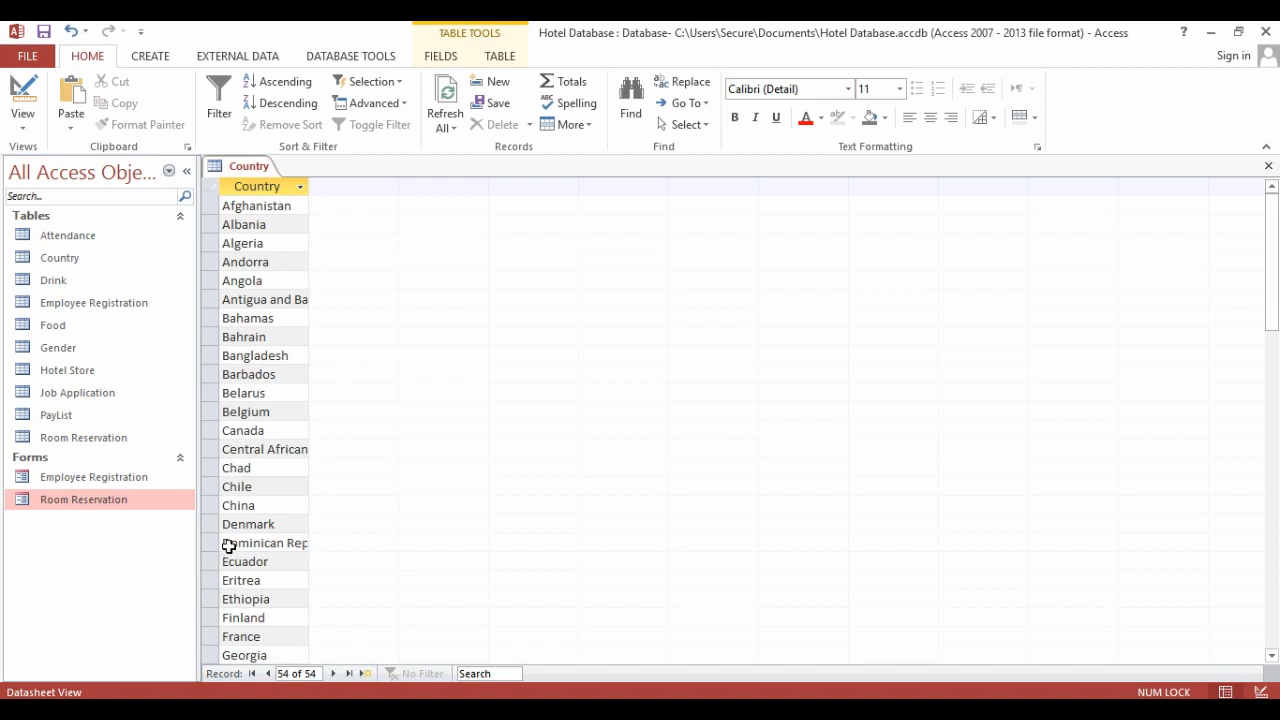 TABLE TOOLS
Hotel Database : Database- C:\Users\Secure\Documents\Hotel Database.accdb (Access 2007 - 2013 file format) - Access
FILE HOME CREATE EXTERNAL DATA DATABASE TOOLS FIELDS TABLE Sign in
View
Views
Paste
Cut
Copy
Format Painter
Clipboard
Filter
Ascending
Descending
Remove Sort
Selection
Advanced
Toggle Filter
Sort & Filter
Refresh
All
New
Save
Delete
Totals
Spelling
More
Records
Find
Replace
Go To
Select
Find
Calibri (Detail) 11
B I U A
Text Formatting
All Access Obje...
Search...
Tables
Attendance
Country
Drink
Employee Registration
Food
Gender
Hotel Store
Job Application
PayList
Room Reservation
Forms
Employee Registration
Room Reservation
Country
Country
Afghanistan
Albania
Algeria
Andorra
Angola
Antigua and Ba
Bahamas
Bahrain
Bangladesh
Barbados
Belarus
Belgium
Canada
Central African
Chad
Chile
China
Denmark
Dominican Rep
Ecuador
Eritrea
Ethiopia
Finland
France
Georgia
Record: 54 of 54 No Filter Search
Datasheet View NUM LOCK